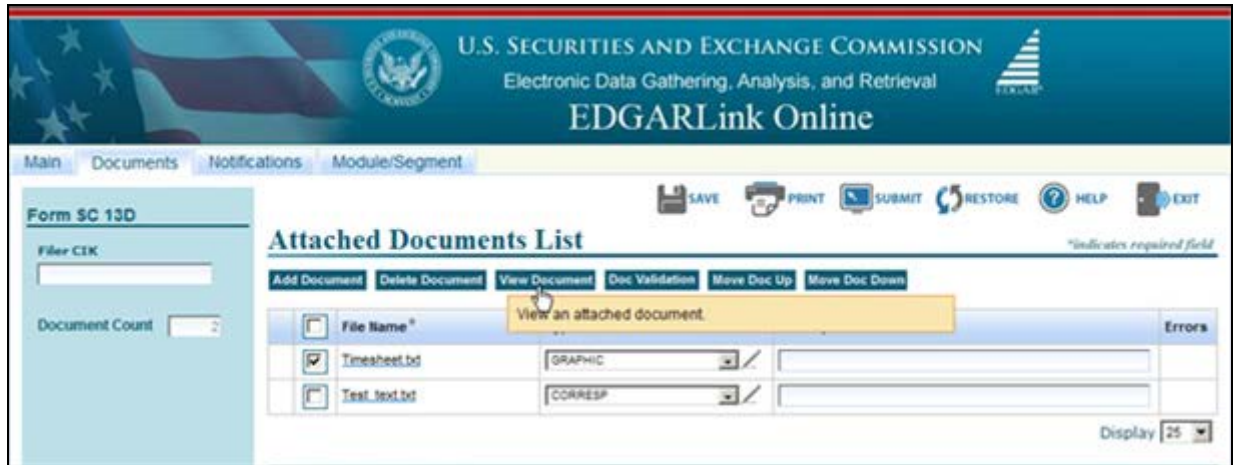 U.S. SECURITIES AND EXCHANGE COMMISSION
Electronic Data Gathering, Analysis, and Retrieval
EDGAR®
EDGARLink Online
Main Documents Notifications Module/Segment
SAVE PRINT SUBMIT RESTORE HELP EXIT
Form SC 13D
Attached Documents List
*indicates required field
Filer CIK
Add Document Delete Document View Document Doc Validation Move Doc Up Move Doc Down
View an attached document.
Document Count 2
File Name* Errors
Timesheet.txt GRAPHIC
Test_text.txt CORRESP
Display 25